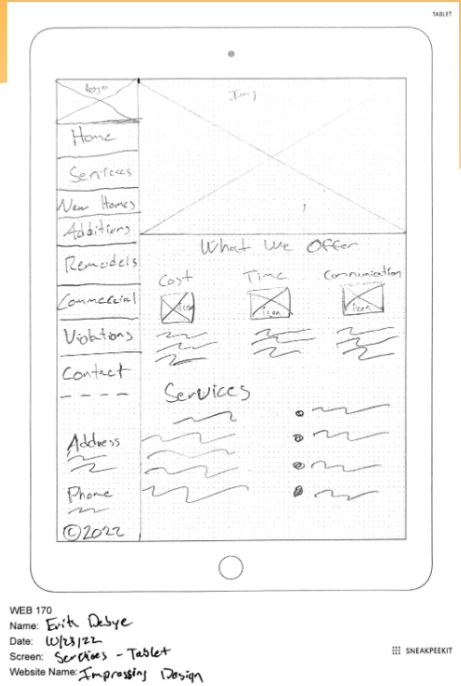 TABLET
logo
Img
Home
Services
New Homes
Additions
Remodels
Commercial
Violations
Contact
Address
Phone
©2022
What We Offer
Cost Time Communication
icon icon icon
Services
WEB 170
Name: Erik Debye
Date: 10/23/22
Screen: Services - Tablet
Website Name: Impressing Design
SNEAKPEEKIT